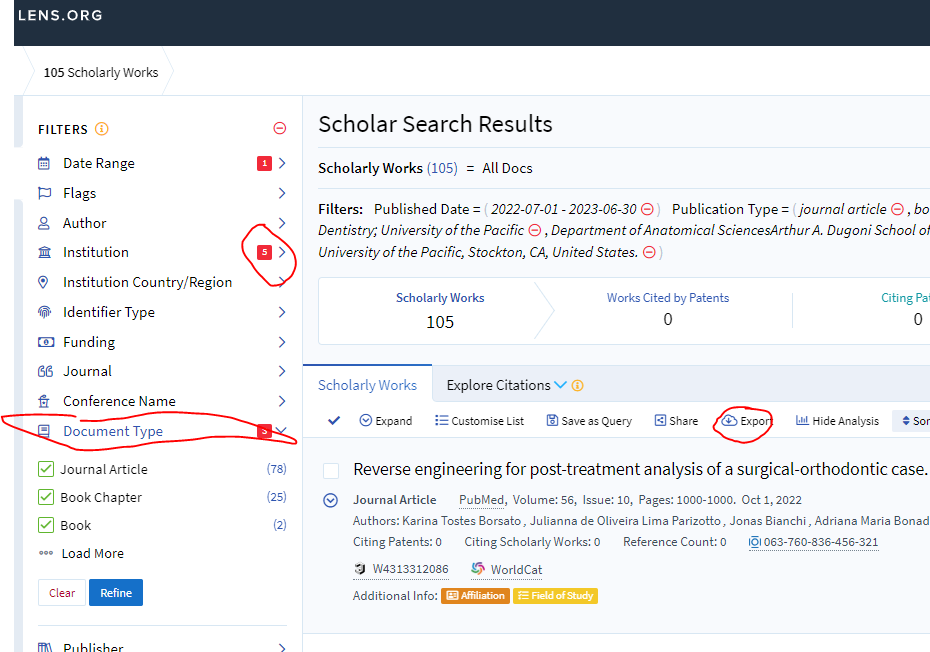 LENS.ORG
105 Scholarly Works
FILTERS
Date Range 1
Flags
Author
Institution 5
Institution Country/Region
Identifier Type
Funding
Journal
Conference Name
Document Type 3
Journal Article (78)
Book Chapter (25)
Book (2)
Load More
Clear Refine
Publisher
Scholar Search Results
Scholarly Works (105) = All Docs
Filters: Published Date = ( 2022-07-01 - 2023-06-30 ) Publication Type = ( journal article , bo
Dentistry; University of the Pacific , Department of Anatomical SciencesArthur A. Dugoni School of
University of the Pacific, Stockton, CA, United States. )
Scholarly Works Works Cited by Patents Citing Pa
105 0 0
Scholarly Works Explore Citations
Expand Customise List Save as Query Share Export Hide Analysis Sor
Reverse engineering for post-treatment analysis of a surgical-orthodontic case.
Journal Article PubMed, Volume: 56, Issue: 10, Pages: 1000-1000. Oct 1, 2022
Authors: Karina Tostes Borsato , Julianna de Oliveira Lima Parizotto , Jonas Bianchi , Adriana Maria Bonad
Citing Patents: 0 Citing Scholarly Works: 0 Reference Count: 0 063-760-836-456-321
W4313312086 WorldCat
Additional Info: Affiliation Field of Study